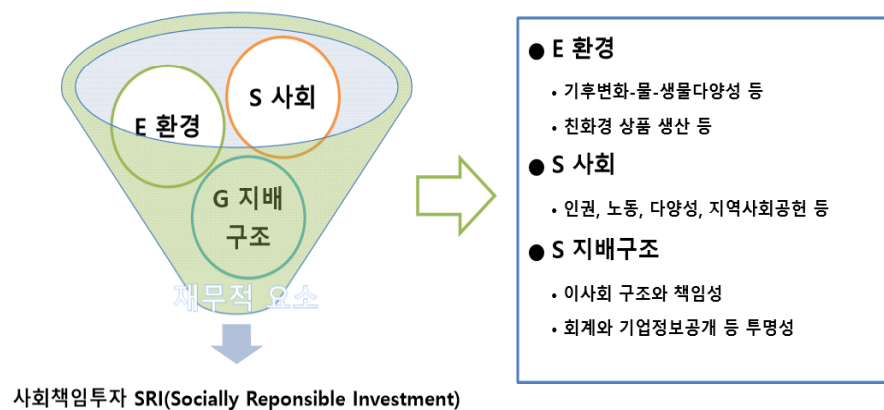 E 환경
S 사회
G 지배
구조
재무적 요소
사회책임투자 SRI(Socially Reponsible Investment)
● E 환경
• 기후변화-물-생물다양성 등
• 친화경 상품 생산 등
● S 사회
• 인권, 노동, 다양성, 지역사회공헌 등
● S 지배구조
• 이사회 구조와 책임성
• 회계와 기업정보공개 등 투명성